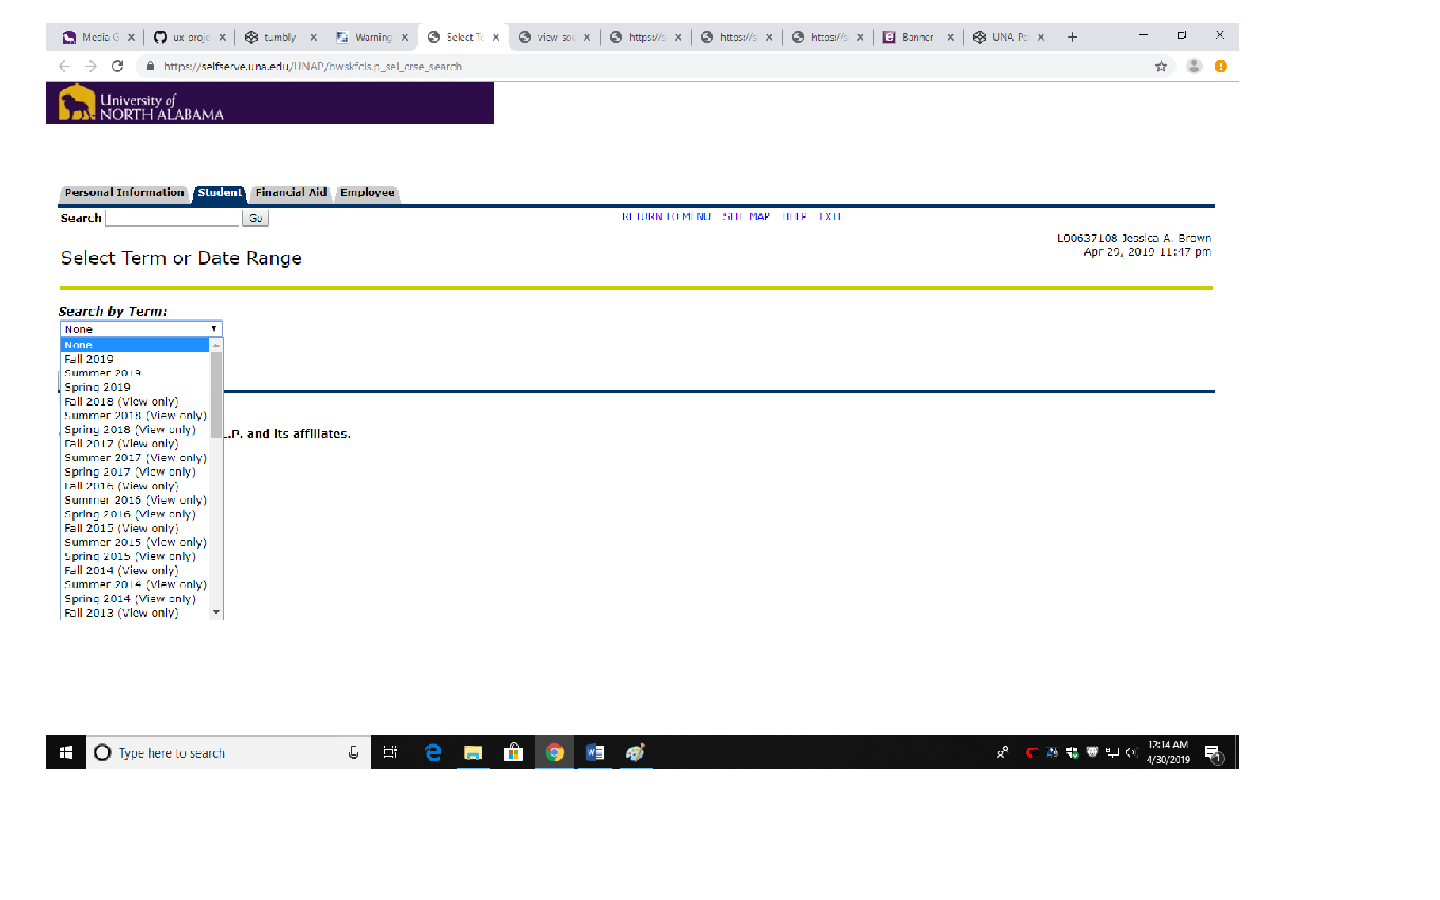 Media G
ux proje
tumbly
Warning
Select Te
view-sou
https://s
https://s
https://s
Banner
UNA Po
https://selfserve.una.edu/UNAP/bwskfcls.p_sel_crse_search
University of
NORTH ALABAMA
Personal Information Student Financial Aid Employee
Search Go
RETURN TO MENU SITE MAP HELP EXIT
L00637108 Jessica A. Brown
Apr 29, 2019 11:47 pm
Select Term or Date Range
Search by Term:
None
None
Fall 2019
Summer 2019
Spring 2019
Fall 2018 (View only)
Summer 2018 (View only)
Spring 2018 (View only)
L.P. and its affiliates.
Fall 2017 (View only)
Summer 2017 (View only)
Spring 2017 (View only)
Fall 2016 (View only)
Summer 2016 (View only)
Spring 2016 (View only)
Fall 2015 (View only)
Summer 2015 (View only)
Spring 2015 (View only)
Fall 2014 (View only)
Summer 2014 (View only)
Spring 2014 (View only)
Fall 2013 (View only)
Type here to search
12:14 AM
4/30/2019